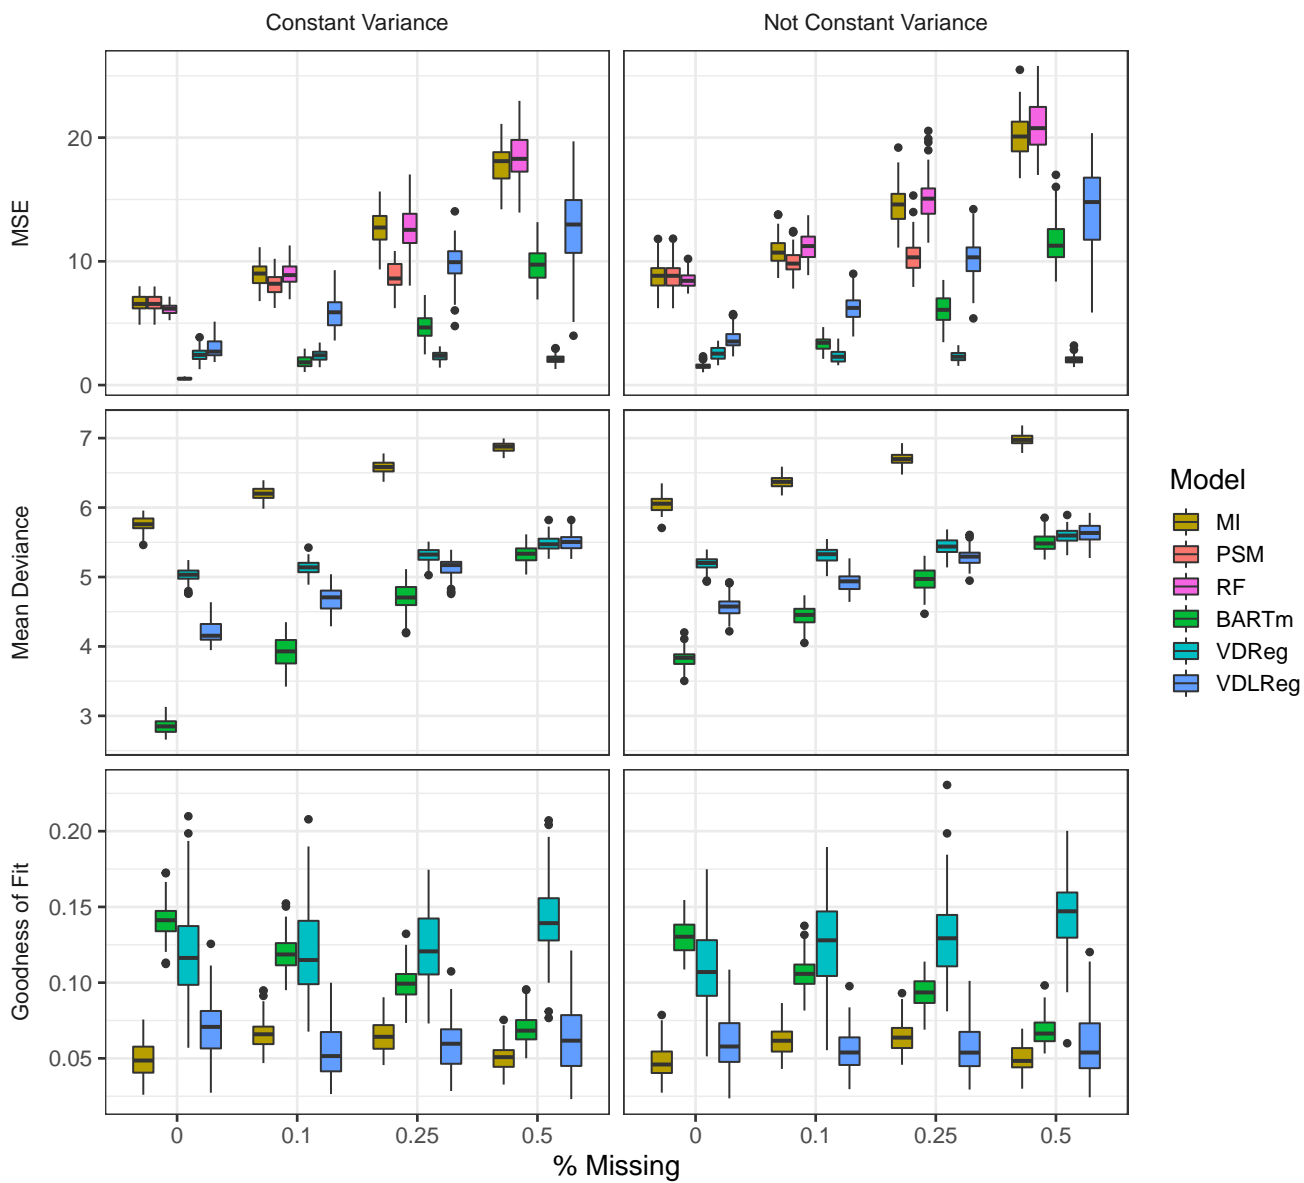 Constant Variance
Not Constant Variance
MSE
20
10
0
Mean Deviance
7
6
5
4
3
Goodness of Fit
0.20
0.15
0.10
0.05
0 0.1 0.25 0.5
0 0.1 0.25 0.5
% Missing
Model
MI
PSM
RF
BARTm
VDReg
VDLReg